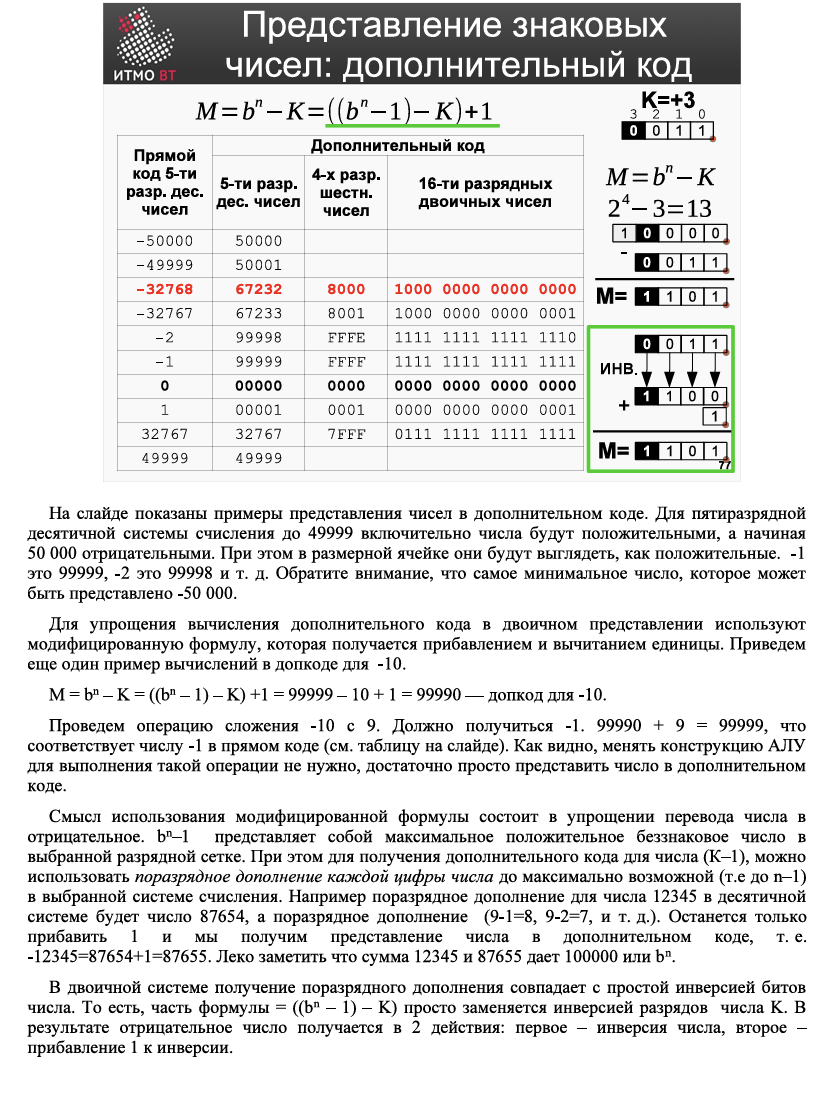 Представление знаковых
чисел: дополнительный код
ИТМО ВТ
M=bⁿ−K=((bⁿ−1)−K)+1
Прямой код 5-ти разр. дес. чисел
Дополнительный код
5-ти разр. дес. чисел
4-х разр. шестн. чисел
16-ти разрядных двоичных чисел
-50000 50000
-49999 50001
-32768 67232 8000 1000 0000 0000 0000
-32767 67233 8001 1000 0000 0000 0001
-2 99998 FFFE 1111 1111 1111 1110
-1 99999 FFFF 1111 1111 1111 1111
0 00000 0000 0000 0000 0000 0000
1 00001 0001 0000 0000 0000 0001
32767 32767 7FFF 0111 1111 1111 1111
49999 49999
K=+3
3 2 1 0
0 0 1 1
M=bⁿ−K
2⁴−3=13
1 0 0 0 0
-
0 0 1 1
M= 1 1 0 1
0 0 1 1
ИНВ.
1 1 0 0
+
1
M= 1 1 0 1
77
На слайде показаны примеры представления чисел в дополнительном коде. Для пятиразрядной
десятичной системы счисления до 49999 включительно числа будут положительными, а начиная
50 000 отрицательными. При этом в размерной ячейке они будут выглядеть, как положительные. -1
это 99999, -2 это 99998 и т. д. Обратите внимание, что самое минимальное число, которое может
быть представлено -50 000.
Для упрощения вычисления дополнительного кода в двоичном представлении используют
модифицированную формулу, которая получается прибавлением и вычитанием единицы. Приведем
еще один пример вычислений в допкоде для -10.
M = bⁿ – K = ((bⁿ – 1) – K) +1 = 99999 – 10 + 1 = 99990 — допкод для -10.
Проведем операцию сложения -10 с 9. Должно получиться -1. 99990 + 9 = 99999, что
соответствует числу -1 в прямом коде (см. таблицу на слайде). Как видно, менять конструкцию АЛУ
для выполнения такой операции не нужно, достаточно просто представить число в дополнительном
коде.
Смысл использования модифицированной формулы состоит в упрощении перевода числа в
отрицательное. bⁿ–1 представляет собой максимальное положительное беззнаковое число в
выбранной разрядной сетке. При этом для получения дополнительного кода для числа (K–1), можно
использовать поразрядное дополнение каждой цифры числа до максимально возможной (т.е до n–1)
в выбранной системе счисления. Например поразрядное дополнение для числа 12345 в десятичной
системе будет число 87654, а поразрядное дополнение (9-1=8, 9-2=7, и т. д.). Останется только
прибавить 1 и мы получим представление числа в дополнительном коде, т. е.
-12345=87654+1=87655. Леко заметить что сумма 12345 и 87655 дает 100000 или bⁿ.
В двоичной системе получение поразрядного дополнения совпадает с простой инверсией битов
числа. То есть, часть формулы = ((bⁿ – 1) – K) просто заменяется инверсией разрядов числа K. В
результате отрицательное число получается в 2 действия: первое – инверсия числа, второе –
прибавление 1 к инверсии.